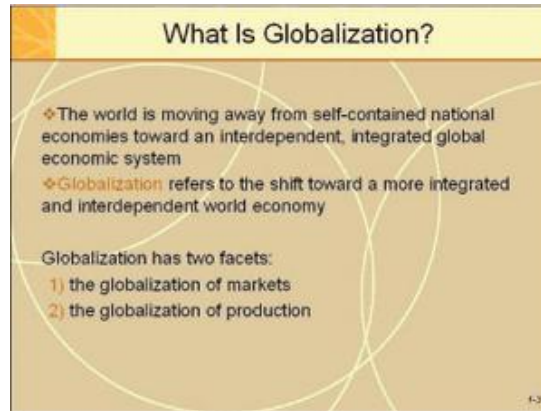 What Is Globalization?
❖The world is moving away from self-contained national
economies toward an interdependent, integrated global
economic system
❖Globalization refers to the shift toward a more integrated
and interdependent world economy
Globalization has two facets:
1) the globalization of markets
2) the globalization of production